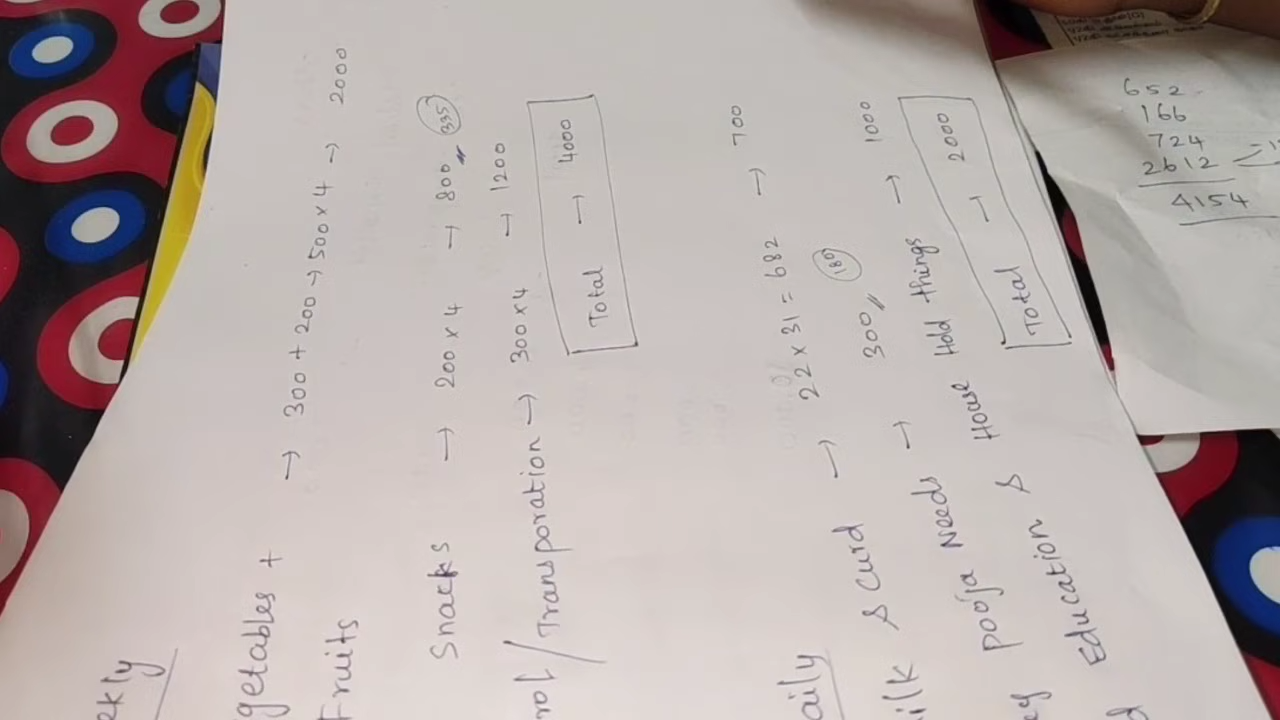 ekly
getables + → 300 + 200 → 500 x 4 → 2000
Fruits
Snacks → 200 x 4 → 800 335
rol / Transporation → 300 x 4 → 1200
Total → 4000
aily
ilk & Curd → 22 x 31 = 682 → 700
pooja Needs → 300 180
Education & House Hold things → 1000
Total → 2000
652
166
724
2612
4154